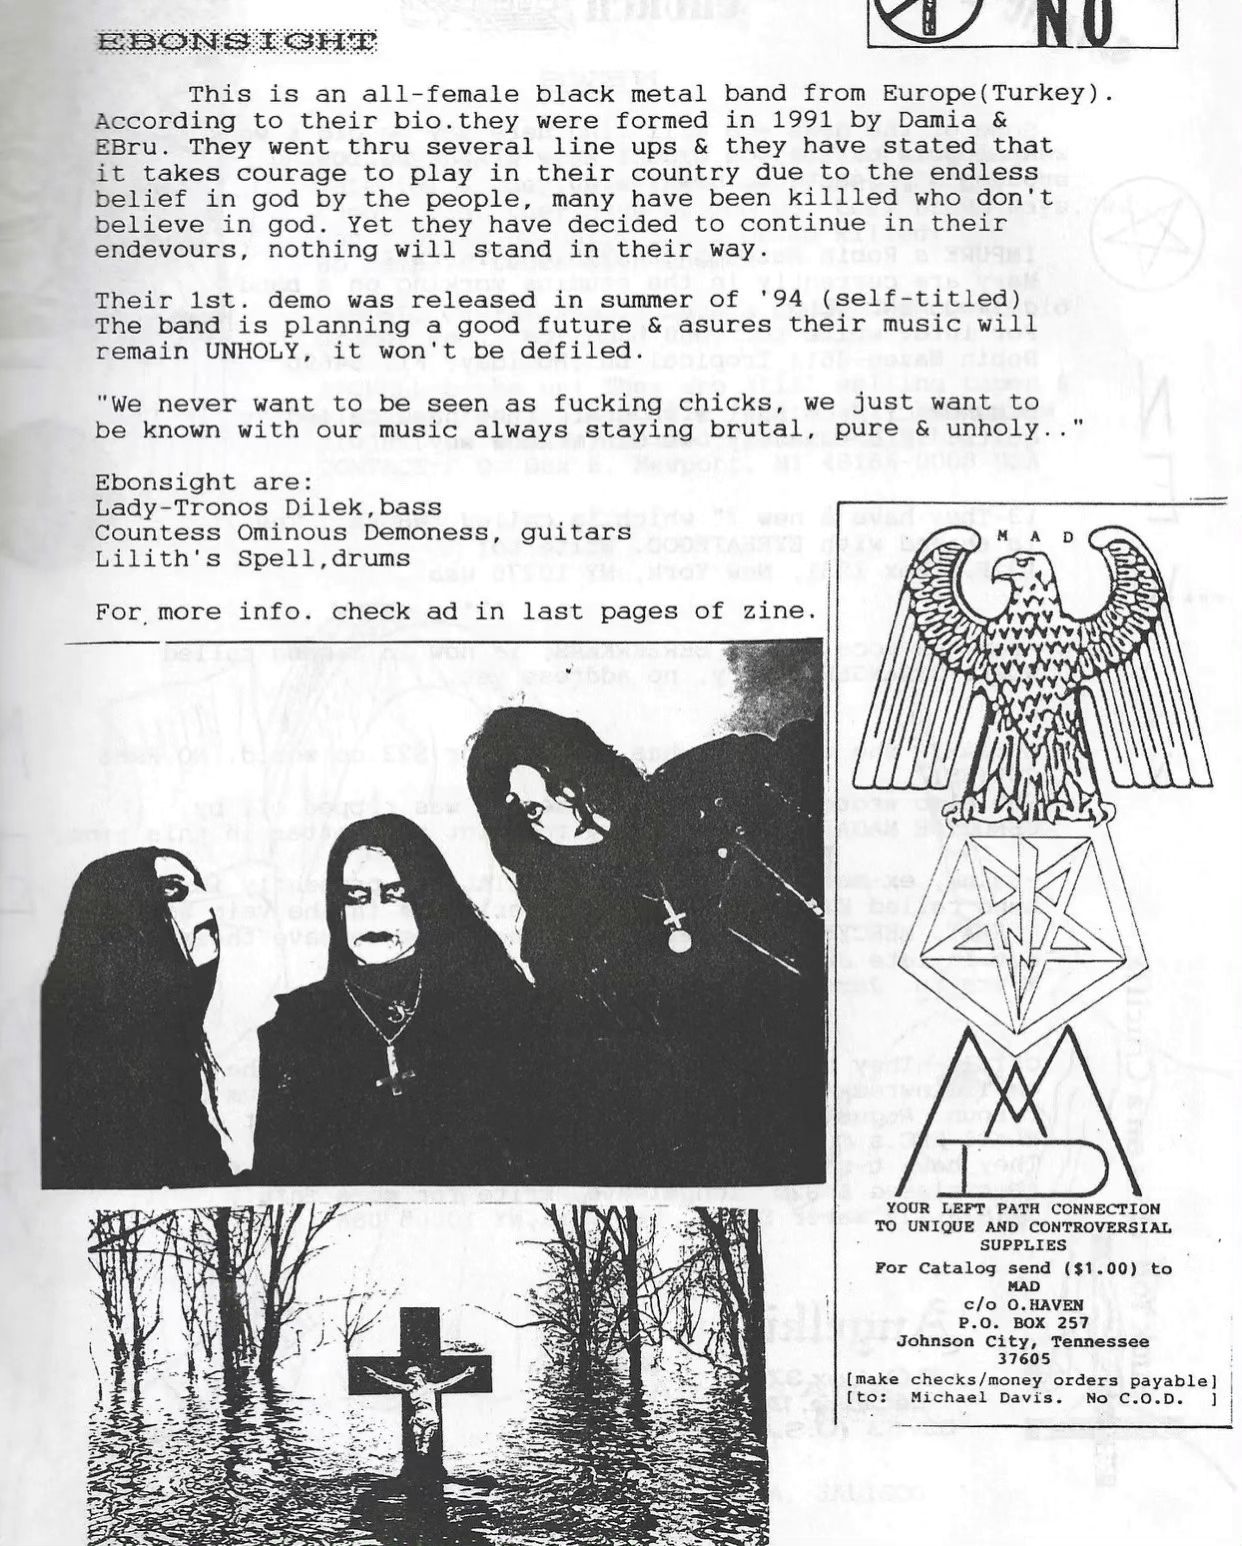 NO
EBONSIGHT
This is an all-female black metal band from Europe(Turkey).
According to their bio.they were formed in 1991 by Damia &
EBru. They went thru several line ups & they have stated that
it takes courage to play in their country due to the endless
belief in god by the people, many have been killled who don't
believe in god. Yet they have decided to continue in their
endevours, nothing will stand in their way.
Their 1st. demo was released in summer of '94 (self-titled)
The band is planning a good future & asures their music will
remain UNHOLY, it won't be defiled.
"We never want to be seen as fucking chicks, we just want to
be known with our music always staying brutal, pure & unholy.."
Ebonsight are:
Lady-Tronos Dilek,bass
Countess Ominous Demoness, guitars
Lilith's Spell,drums
For more info. check ad in last pages of zine.
M A D
MAD
YOUR LEFT PATH CONNECTION
TO UNIQUE AND CONTROVERSIAL
SUPPLIES
For Catalog send ($1.00) to
MAD
c/o O.HAVEN
P.O. BOX 257
Johnson City, Tennessee
37605
[make checks/money orders payable]
[to: Michael Davis. No C.O.D. ]